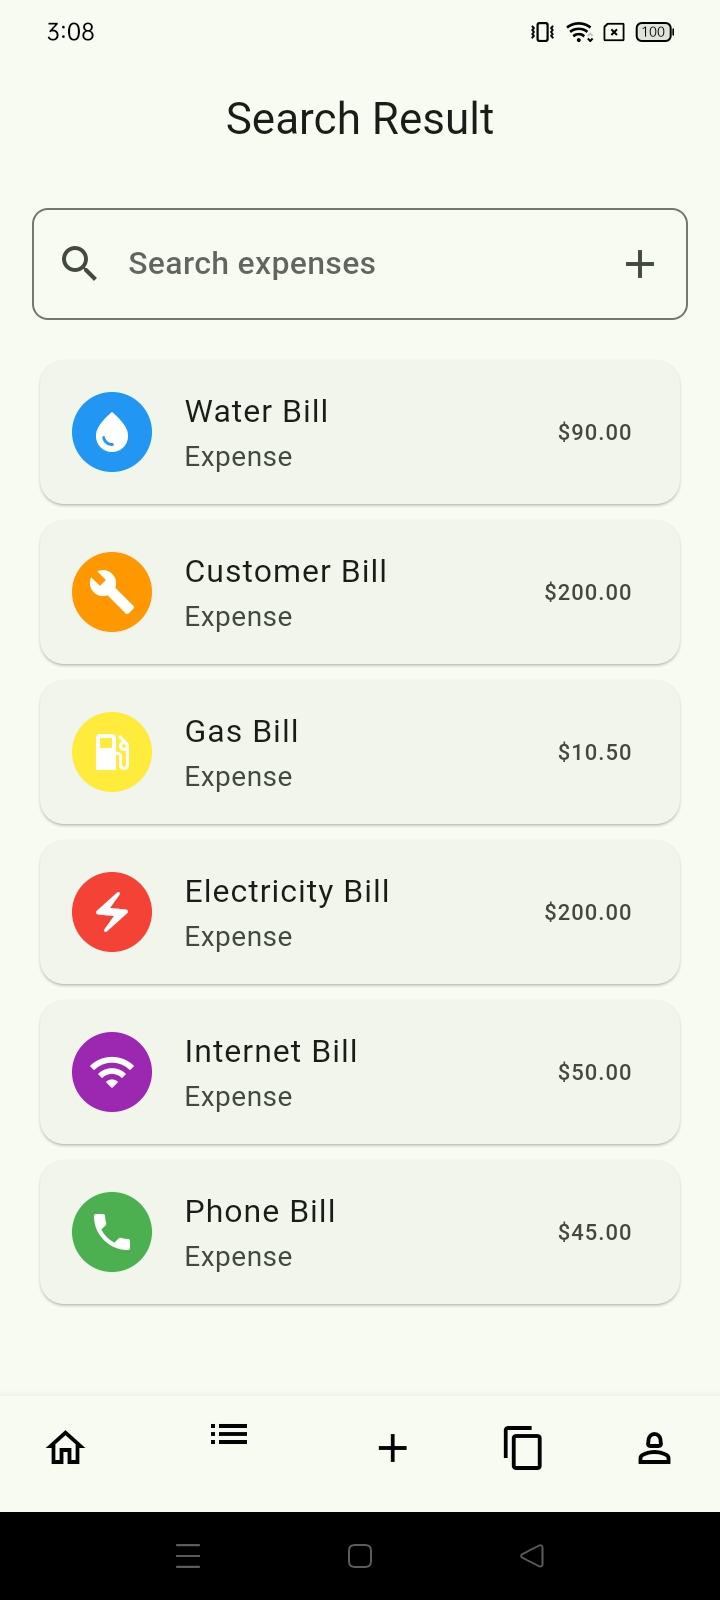 3:08
100
Search Result
Search expenses
Water Bill
Expense
$90.00
Customer Bill
Expense
$200.00
Gas Bill
Expense
$10.50
Electricity Bill
Expense
$200.00
Internet Bill
Expense
$50.00
Phone Bill
Expense
$45.00